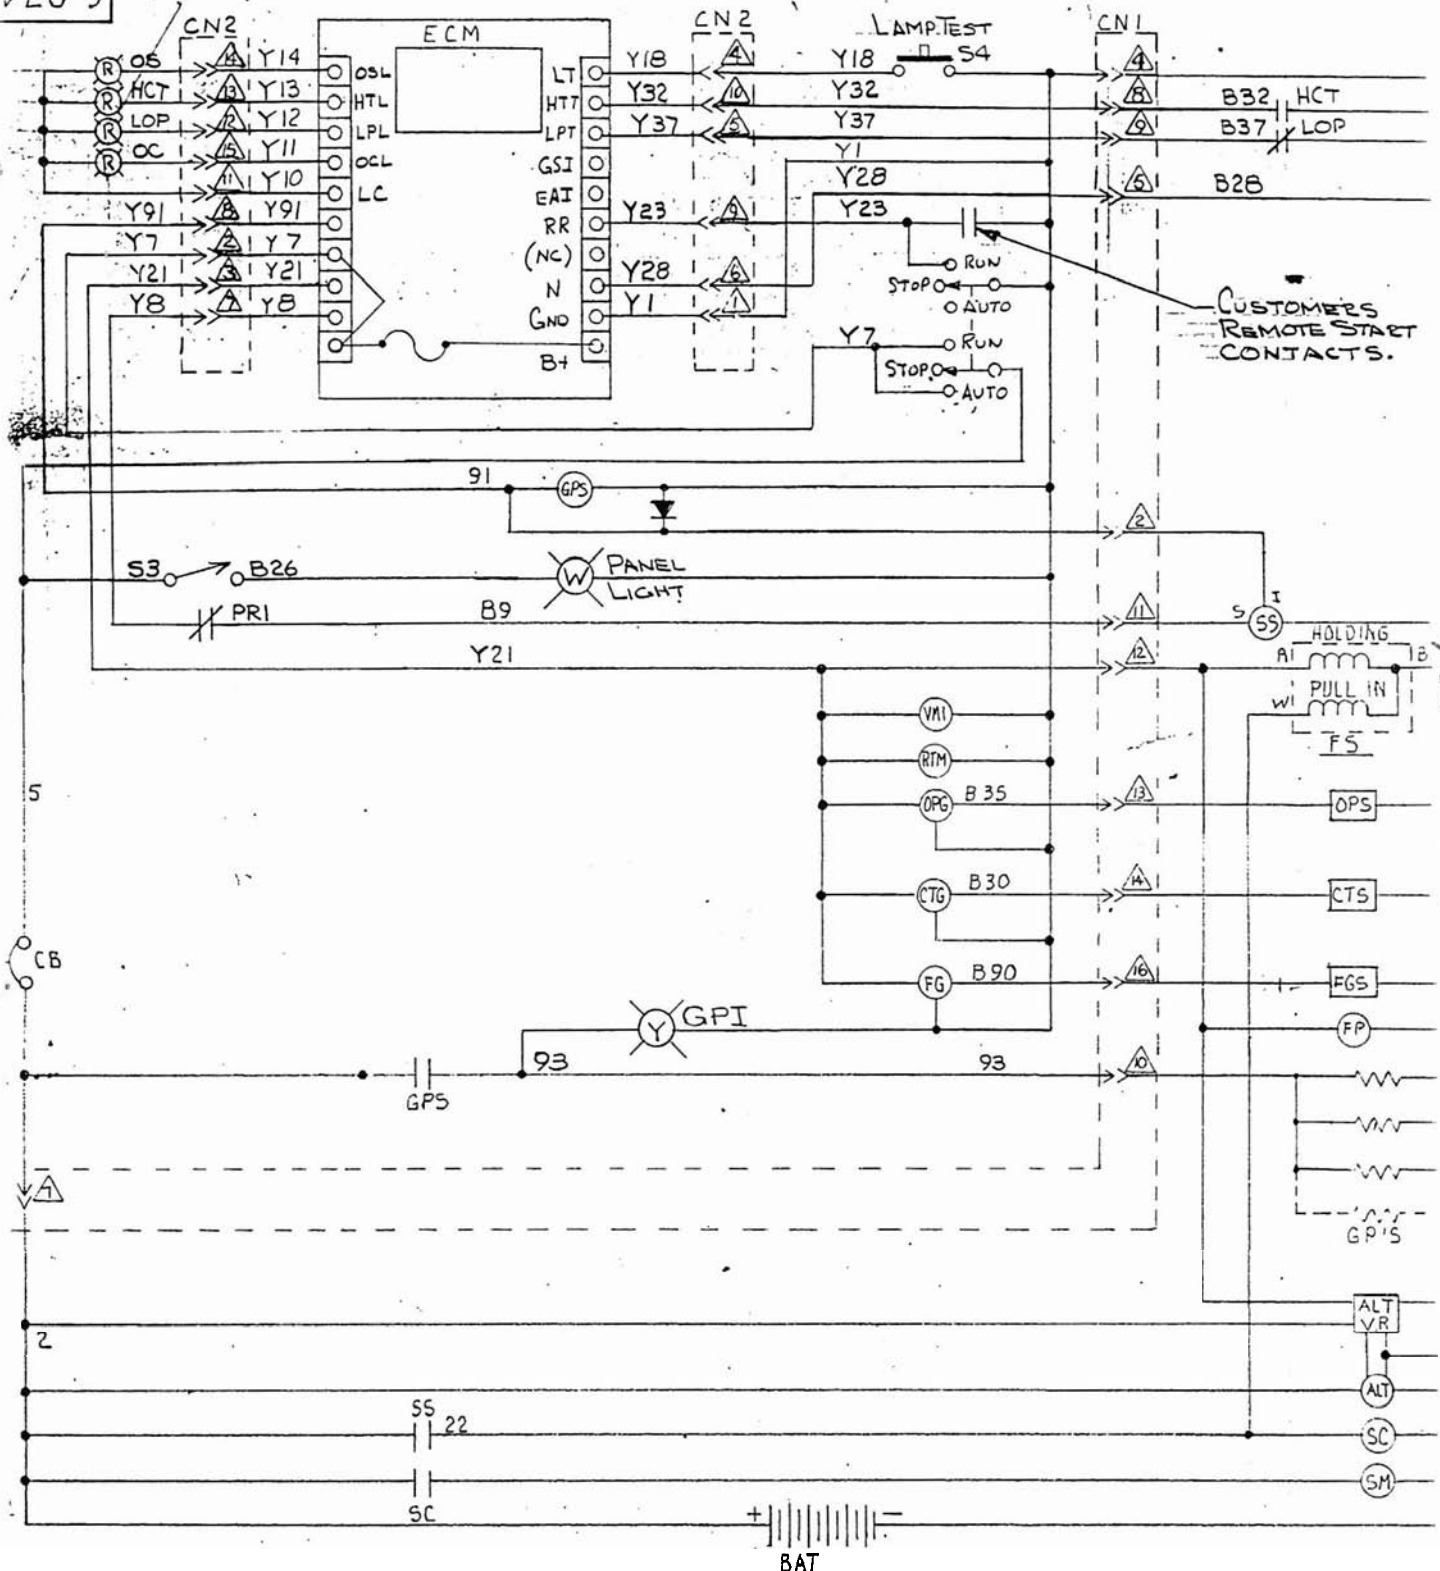 CN2
ECM
CN2
LAMP TEST
CN1
R OS 14 Y14 OSL
LT Y18 4 Y18 S4 4
R HCT 13 Y13 HTL
HTT Y32 10 Y32 8 B32 HCT
R LOP 12 Y12 LPL
LPT Y37 5 Y37 9 B37 LOP
R OC 15 Y11 OCL
GSI Y1
11 Y10 LC
EAI Y28 5 B28
Y91 8 Y91
RR Y23 9 Y23
Y7 2 Y7
(NC)
RUN
Y21 3 Y21
N Y28 6
STOP
Y8 7 Y8
GND Y1 1
AUTO
CUSTOMERS
REMOTE START
CONTACTS.
B+
Y7 RUN
STOP
AUTO
91 GPS
2
S3 B26 W PANEL
LIGHT
PR1 B9 11 S SS I
Y21 12 A HOLDING B
VM1 W PULL IN
FS
RTM
5
OPG B35 13 OPS
CTG B30 14 CTS
CB
FG B90 16 FGS
Y GPI
FP
93 93 10
GPS
A
GP'S
ALT
V.R
2
ALT
SS
22 SC
SM
SC
+ −
BAT